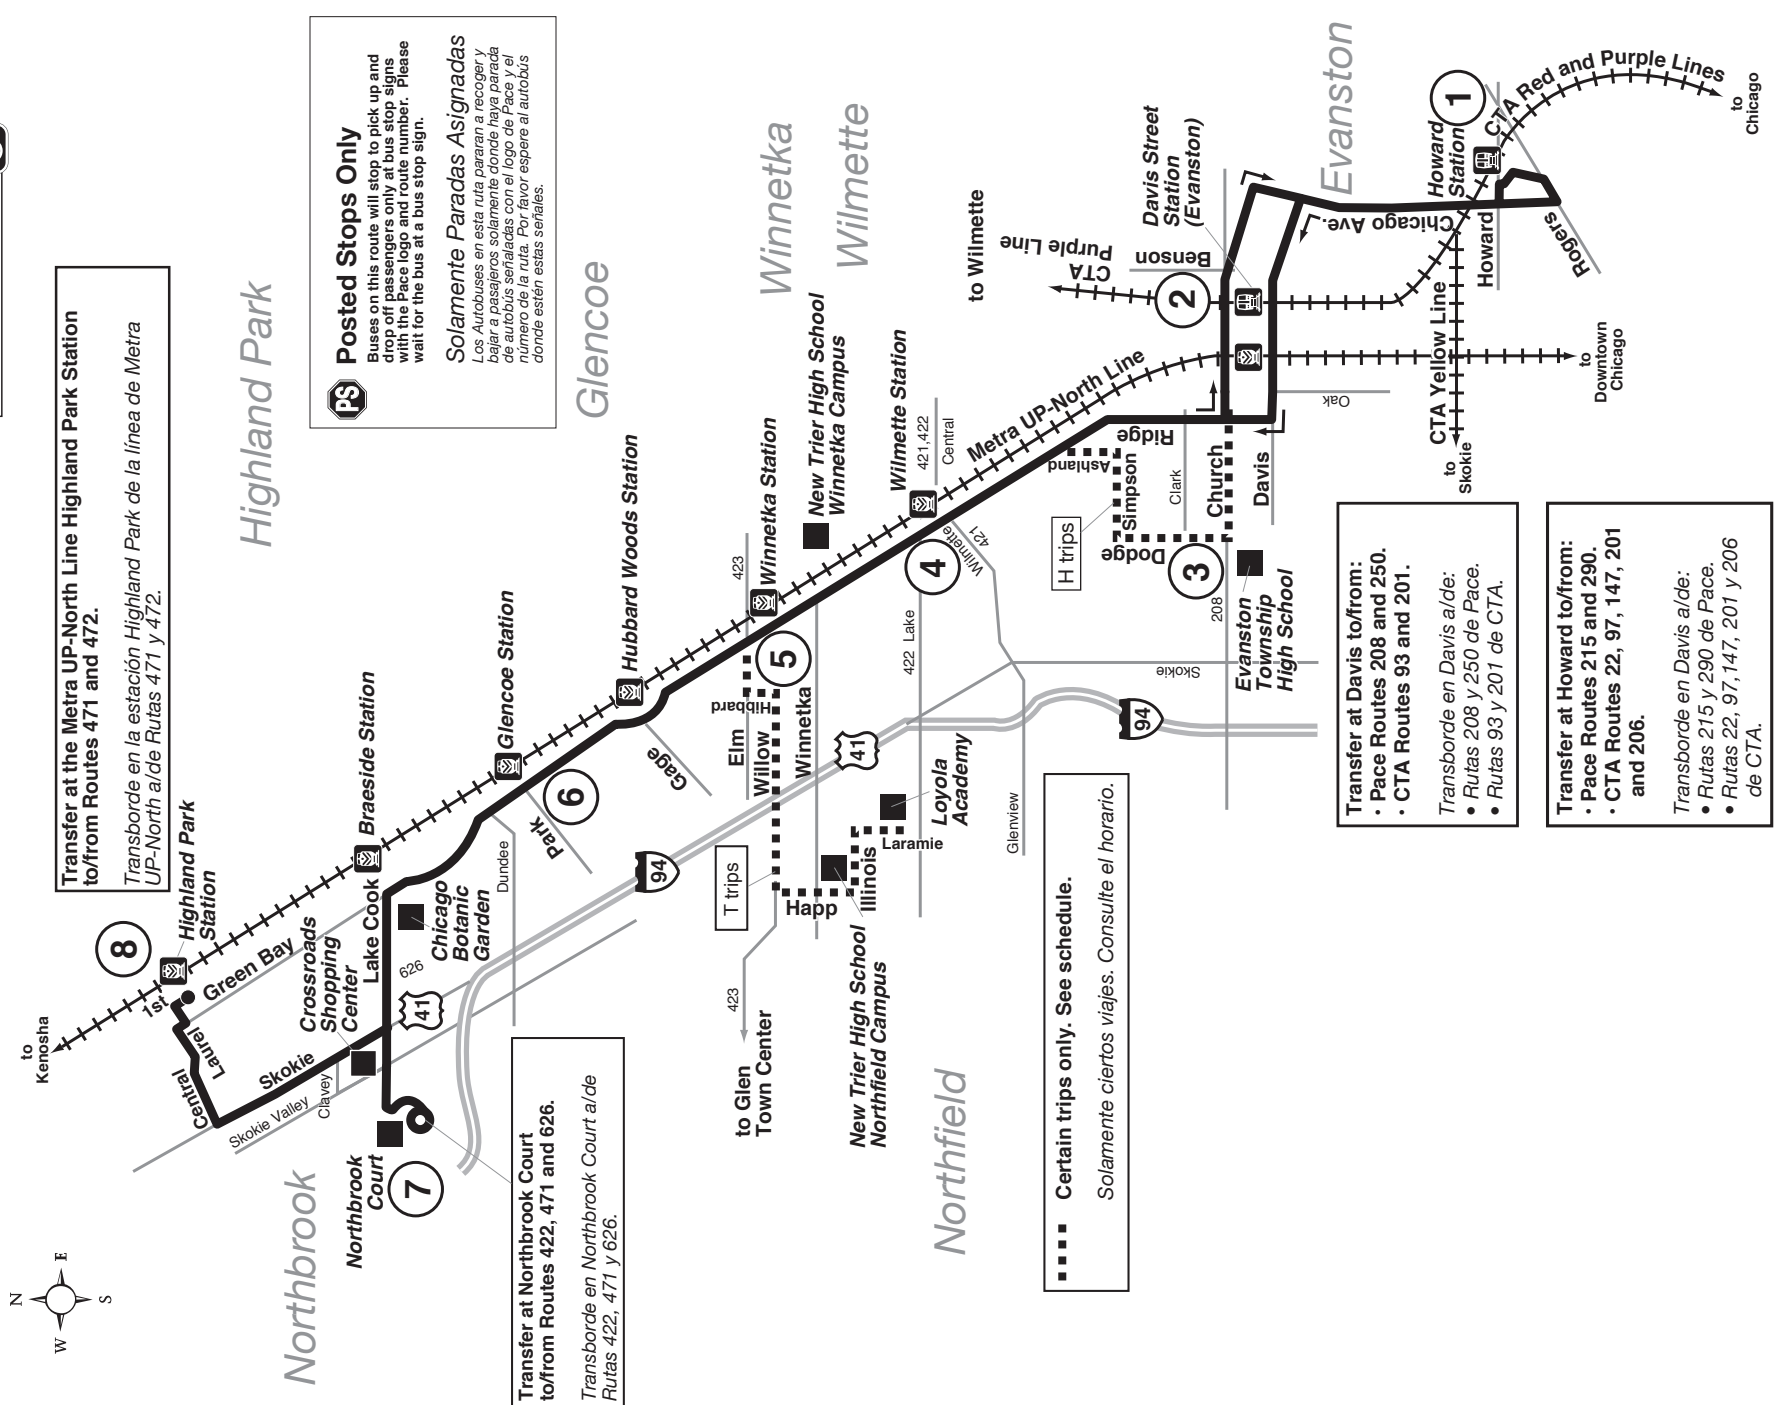 N
W
E
S
Transfer at the Metra UP-North Line Highland Park Station
to/from Routes 471 and 472.
Transborde en la estación Highland Park de la línea de Metra
UP-North a/de Rutas 471 y 472.
Highland Park
PS
Posted Stops Only
Buses on this route will stop to pick up and
drop off passengers only at bus stop signs
with the Pace logo and route number. Please
wait for the bus at a bus stop sign.
Solamente Paradas Asignadas
Los Autobuses en esta ruta pararan a recoger y
bajar a pasajeros solamente donde haya parada
de autobús señaladas con el logo de Pace y el
número de la ruta. Por favor espere al autobús
donde estén estas señales.
Glencoe
Winnetka
Wilmette
Evanston
Northbrook
Northfield
to
Kenosha
8
Highland Park
Station
1st
Green Bay
Laurel
Central
Skokie
Skokie Valley
Clavey
Crossroads
Shopping
Center
Lake Cook
Braeside Station
626
41
Chicago
Botanic
Garden
Dundee
Northbrook
Court
7
Transfer at Northbrook Court
to/from Routes 422, 471 and 626.
Transborde en Northbrook Court a/de
Rutas 422, 471 y 626.
Glencoe Station
6
Park
94
Hubbard Woods Station
Gage
Winnetka Station
423
5
Hibbard
Elm
Willow
Winnetka
T trips
Happ
Illinois
Laramie
423
to Glen
Town Center
New Trier High School
Northfield Campus
New Trier High School
Winnetka Campus
41
Loyola
Academy
Wilmette Station
421,422
Central
4
Wilmette
421
422 Lake
Glenview
Skokie
94
Metra UP-North Line
Ridge
Ashland
Simpson
H trips
Dodge
Clark
Church
Davis
3
208
Evanston
Township
High School
Oak
to Wilmette
CTA
Purple Line
Benson
2
Davis Street
Station
(Evanston)
Chicago Ave.
Howard
Station
1
CTA Red and Purple Lines
to
Chicago
Howard
Rogers
CTA Yellow Line
to
Skokie
to
Downtown
Chicago
Certain trips only. See schedule.
Solamente ciertos viajes. Consulte el horario.
Transfer at Davis to/from:
· Pace Routes 208 and 250.
· CTA Routes 93 and 201.
Transborde en Davis a/de:
• Rutas 208 y 250 de Pace.
• Rutas 93 y 201 de CTA.
Transfer at Howard to/from:
· Pace Routes 215 and 290.
· CTA Routes 22, 97, 147, 201
and 206.
Transborde en Davis a/de:
• Rutas 215 y 290 de Pace.
• Rutas 22, 97,147, 201 y 206
de CTA.